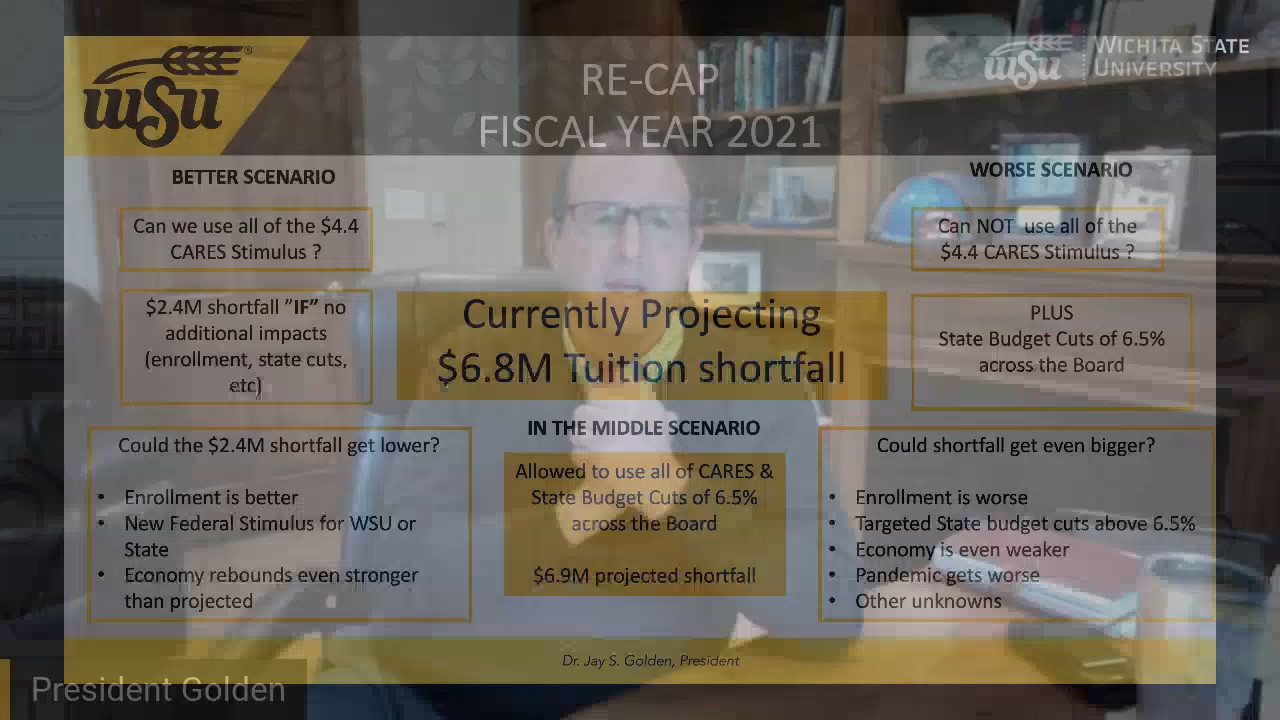 WSU
WSU WICHITA STATE
UNIVERSITY
RE-CAP
FISCAL YEAR 2021
BETTER SCENARIO
Can we use all of the $4.4
CARES Stimulus ?
$2.4M shortfall "IF" no
additional impacts
(enrollment, state cuts,
etc)
Could the $2.4M shortfall get lower?
• Enrollment is better
• New Federal Stimulus for WSU or
State
• Economy rebounds even stronger
than projected
Currently Projecting
$6.8M Tuition shortfall
IN THE MIDDLE SCENARIO
Allowed to use all of CARES &
State Budget Cuts of 6.5%
across the Board
$6.9M projected shortfall
WORSE SCENARIO
Can NOT use all of the
$4.4 CARES Stimulus ?
PLUS
State Budget Cuts of 6.5%
across the Board
Could shortfall get even bigger?
• Enrollment is worse
• Targeted State budget cuts above 6.5%
• Economy is even weaker
• Pandemic gets worse
• Other unknowns
Dr. Jay S. Golden, President
President Golden